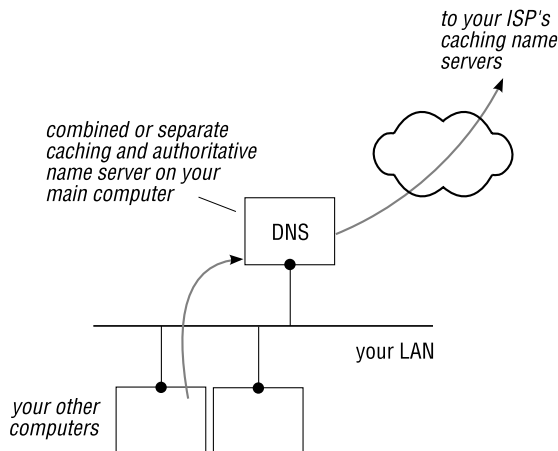 to your ISP's
caching name
servers
combined or separate
caching and authoritative
name server on your
main computer
DNS
your LAN
your other
computers